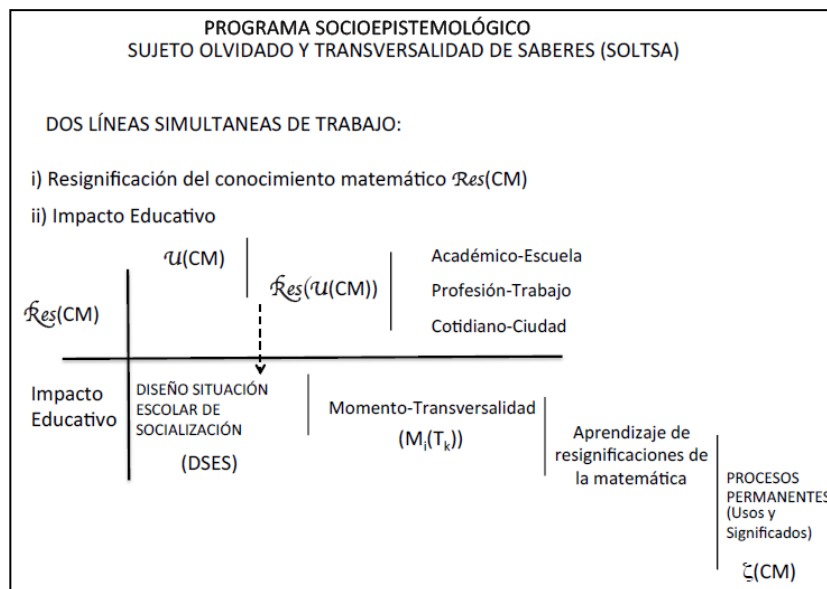 PROGRAMA SOCIOEPISTEMOLÓGICO
SUJETO OLVIDADO Y TRANSVERSALIDAD DE SABERES (SOLTSA)
DOS LÍNEAS SIMULTANEAS DE TRABAJO:
i) Resignificación del conocimiento matemático Res(CM)
ii) Impacto Educativo
U(CM)
Res(U(CM))
Académico-Escuela
Profesión-Trabajo
Cotidiano-Ciudad
Res(CM)
Impacto
Educativo
DISEÑO SITUACIÓN
ESCOLAR DE
SOCIALIZACIÓN
(DSES)
Momento-Transversalidad
(Mi(Tk))
Aprendizaje de
resignificaciones de
la matemática
PROCESOS
PERMANENTES
(Usos y
Significados)
ζ(CM)